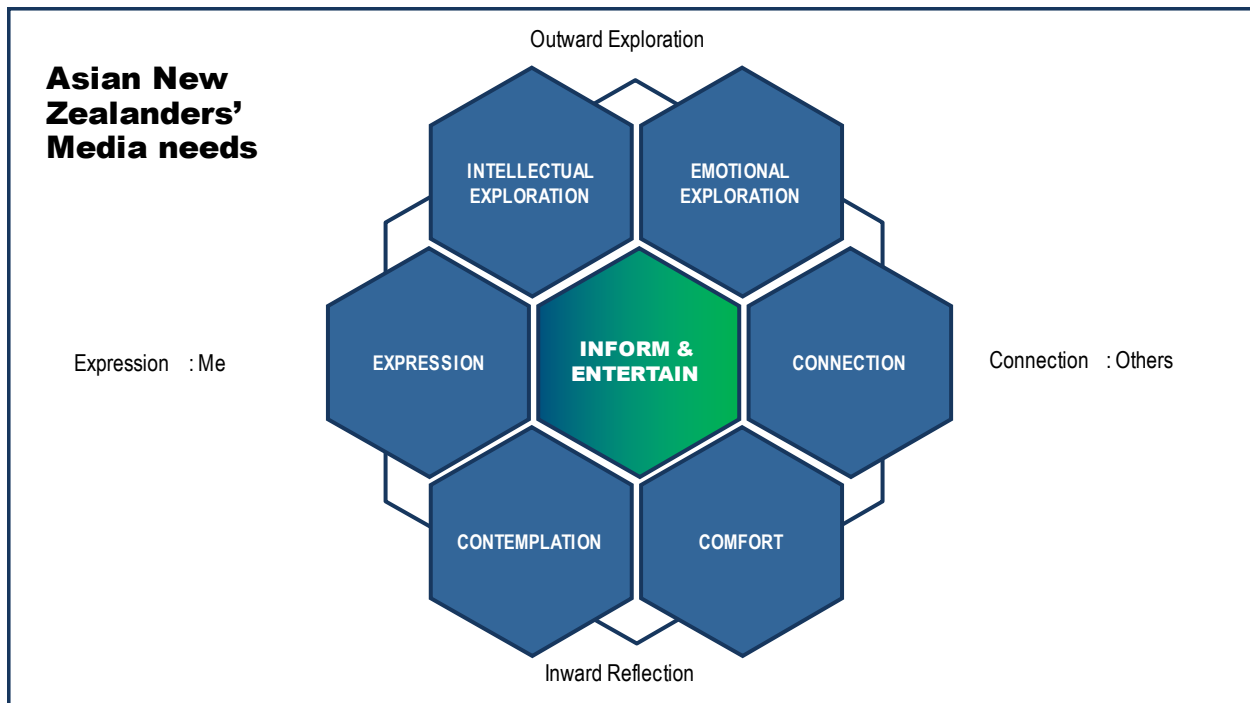 Outward Exploration
Asian New
Zealanders’
Media needs
INTELLECTUAL
EXPLORATION
EMOTIONAL
EXPLORATION
Expression : Me
EXPRESSION
INFORM &
ENTERTAIN
CONNECTION
Connection : Others
CONTEMPLATION
COMFORT
Inward Reflection